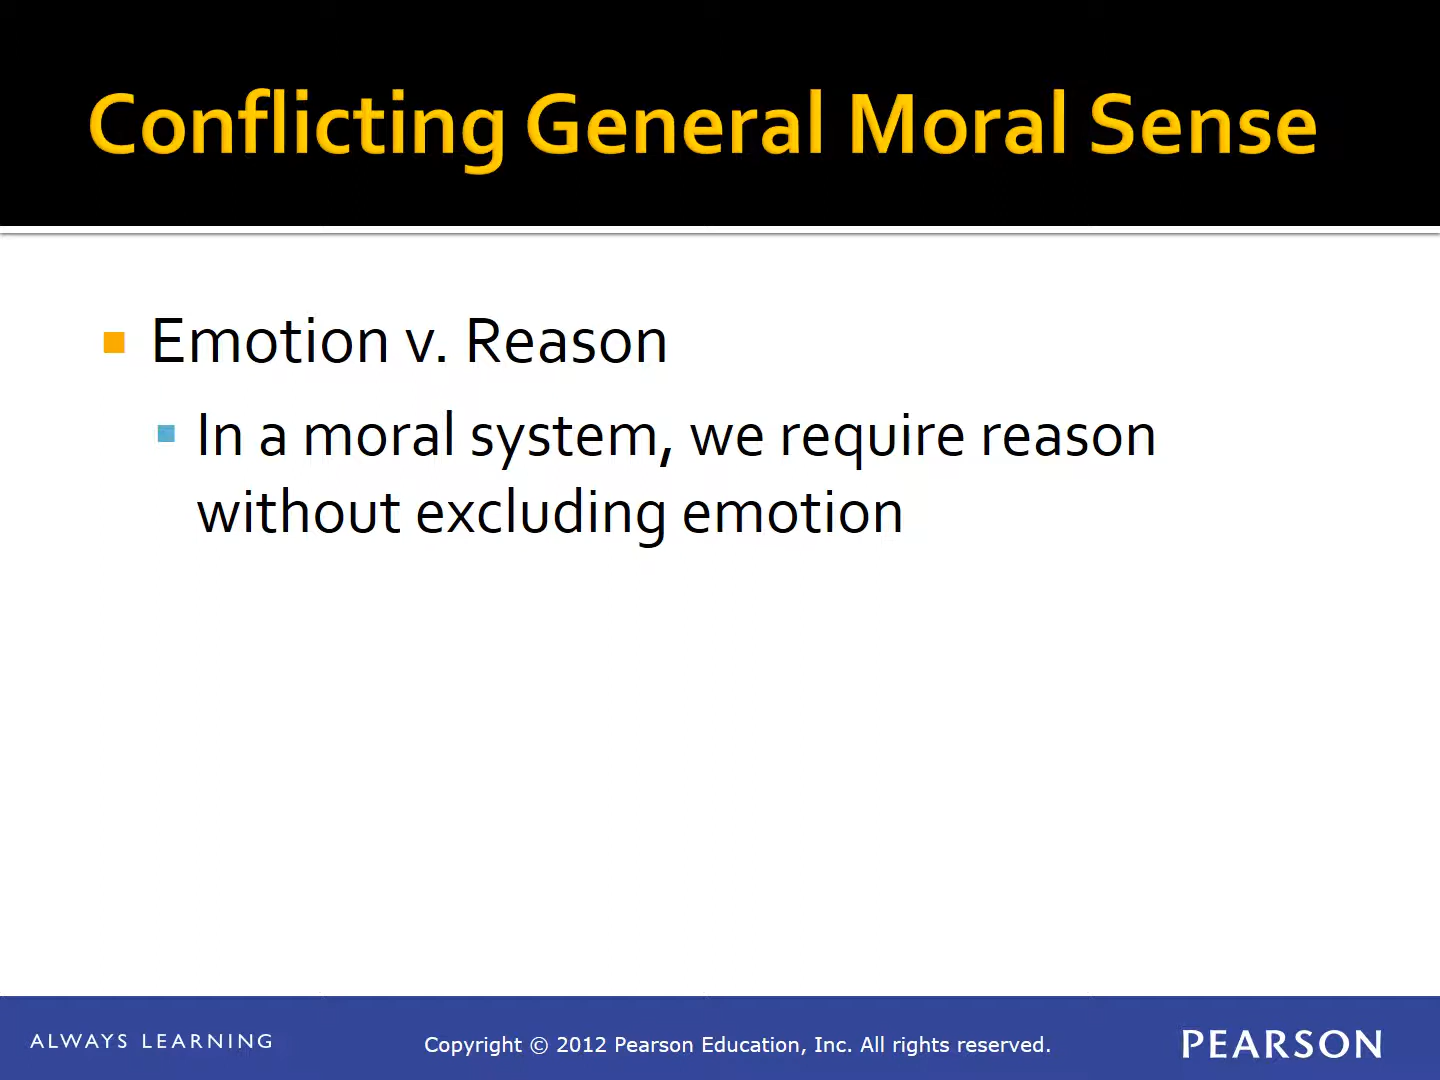 Conflicting General Moral Sense
Emotion v. Reason
In a moral system, we require reason
without excluding emotion
ALWAYS LEARNING
Copyright © 2012 Pearson Education, Inc. All rights reserved.
PEARSON